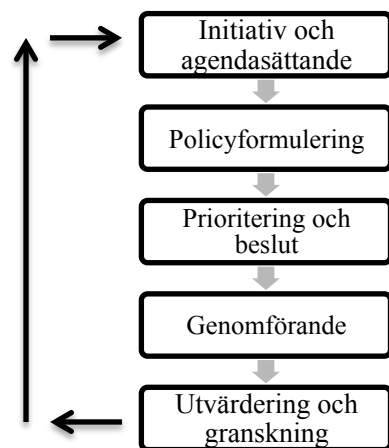 Initiativ och
agendasättande
Policyformulering
Prioritering och
beslut
Genomförande
Utvärdering och
granskning